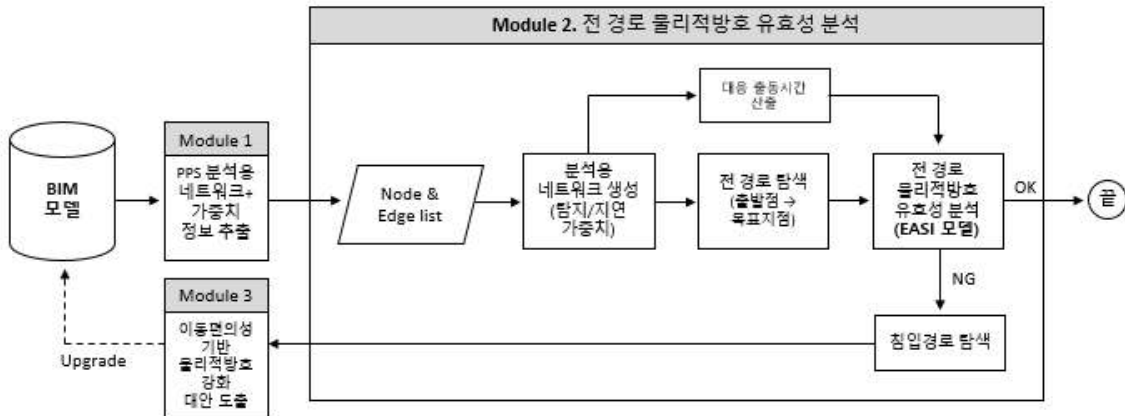 Module 2. 전 경로 물리적방호 유효성 분석
대응 출동시간
산출
BIM
모델
Module 1
PPS 분석용
네트워크+
가중치
정보 추출
Node &
Edge list
분석용
네트워크 생성
(탐지/지연
가중치)
전 경로 탐색
(출발점 →
목표지점)
전 경로
물리적방호
유효성 분석
(EASI 모델)
OK
끝
NG
Module 3
이동편의성
기반
물리적방호
강화
대안 도출
Upgrade
침입경로 탐색